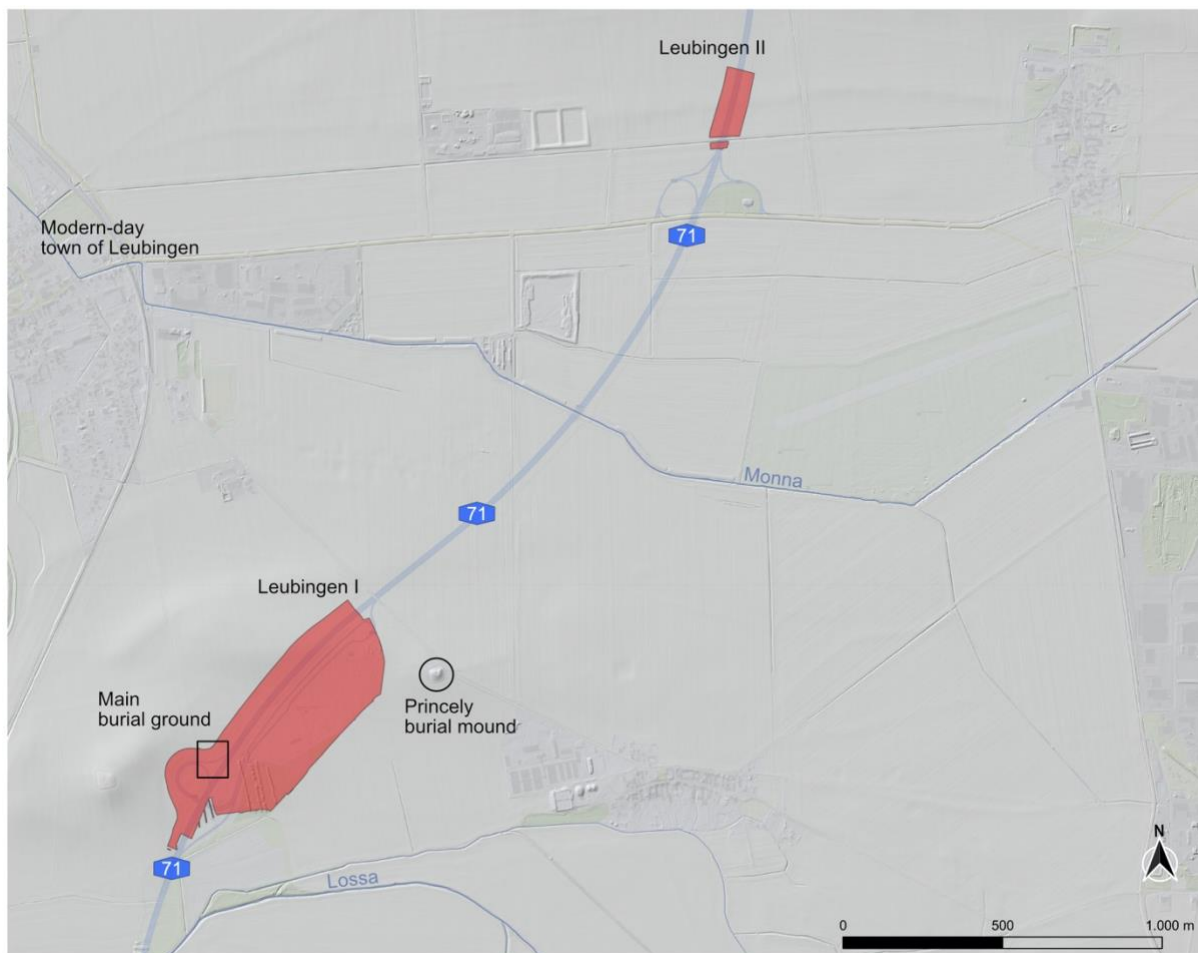 Leubingen II
Modern-day
town of Leubingen
71
Monna
71
Leubingen I
Main
burial ground
Princely
burial mound
71
Lossa
N
0 500 1.000 m